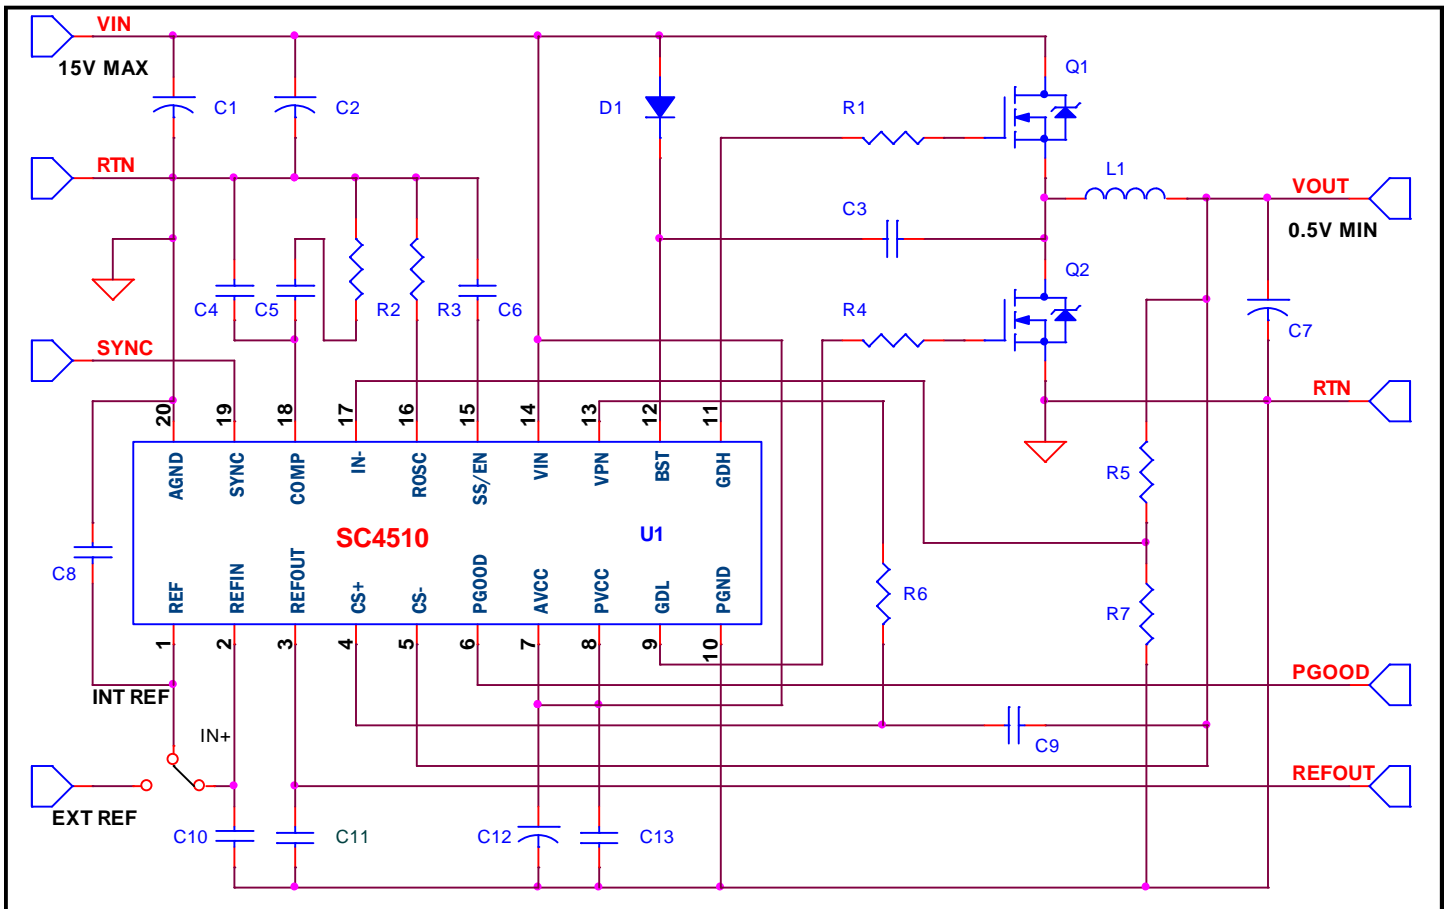 VIN
15V MAX
C1
C2
D1
R1
Q1
RTN
L1
VOUT
0.5V MIN
C3
Q2
C4
C5
R2
R3
C6
R4
C7
SYNC
RTN
20
19
18
17
16
15
14
13
12
11
AGND
SYNC
COMP
IN-
ROSC
SS/EN
VIN
VPN
BST
GDH
R5
SC4510
U1
C8
REF
REFIN
REFOUT
CS+
CS-
PGOOD
AVCC
PVCC
GDL
PGND
R6
R7
1
2
3
4
5
6
7
8
9
10
PGOOD
INT REF
IN+
C9
REFOUT
EXT REF
C10
C11
C12
C13